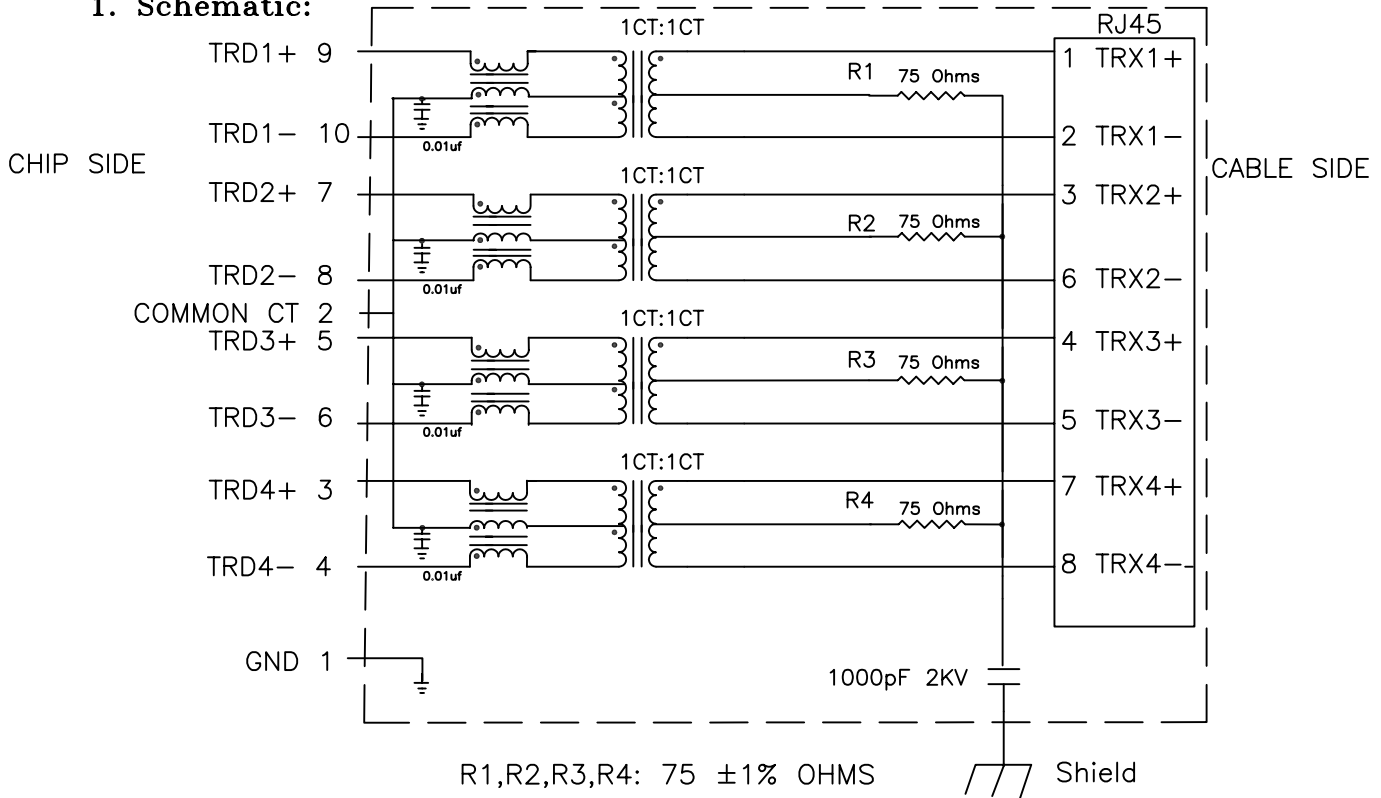 1. Schematic:
1CT:1CT
RJ45
TRD1+ 9
R1 75 Ohms
1 TRX1+
TRD1− 10
0.01uf
2 TRX1−
CHIP SIDE
CABLE SIDE
1CT:1CT
TRD2+ 7
3 TRX2+
R2 75 Ohms
TRD2− 8
0.01uf
6 TRX2−
COMMON CT 2
1CT:1CT
TRD3+ 5
4 TRX3+
R3 75 Ohms
TRD3− 6
0.01uf
5 TRX3−
1CT:1CT
TRD4+ 3
7 TRX4+
R4 75 Ohms
TRD4− 4
0.01uf
8 TRX4−
GND 1
1000pF 2KV
R1,R2,R3,R4: 75 ±1% OHMS
Shield